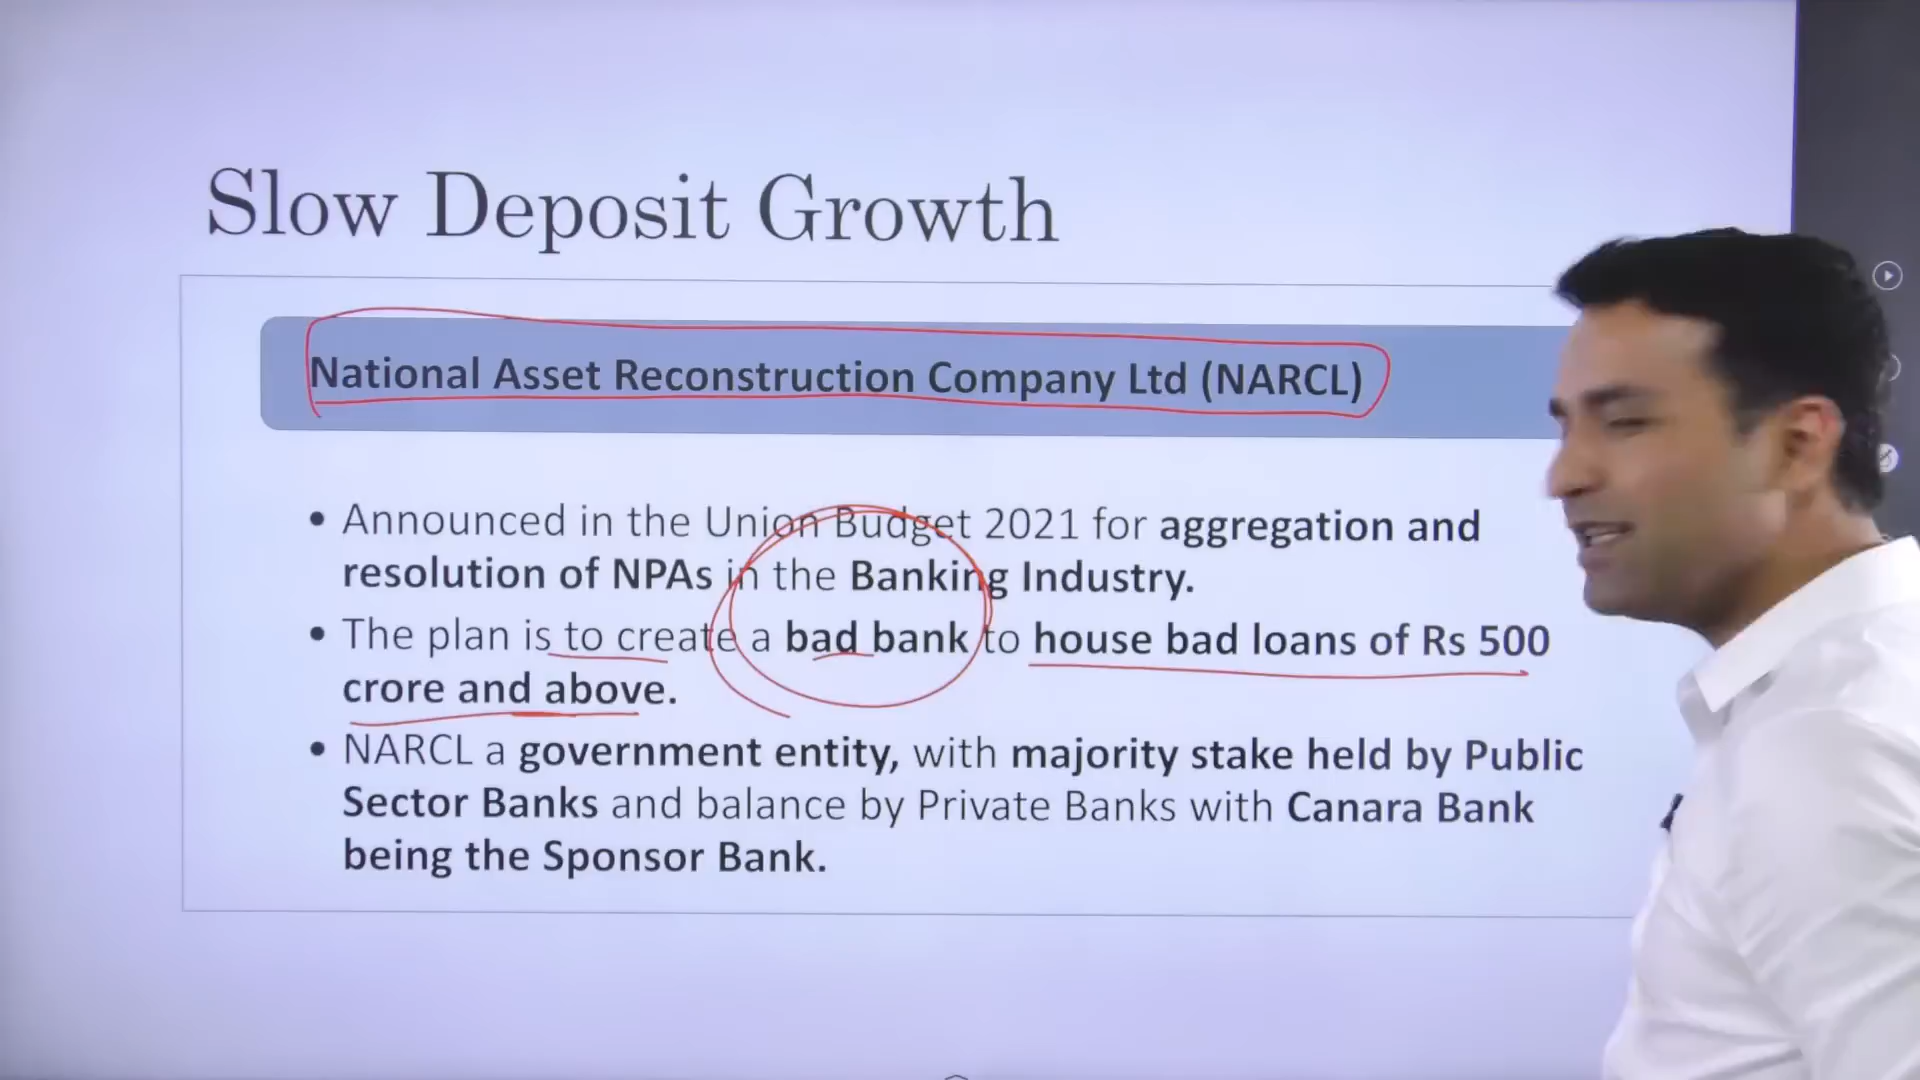 Slow Deposit Growth
National Asset Reconstruction Company Ltd (NARCL)
• Announced in the Union Budget 2021 for aggregation and
resolution of NPAs in the Banking Industry.
• The plan is to create a bad bank to house bad loans of Rs 500
crore and above.
• NARCL a government entity, with majority stake held by Public
Sector Banks and balance by Private Banks with Canara Bank
being the Sponsor Bank.